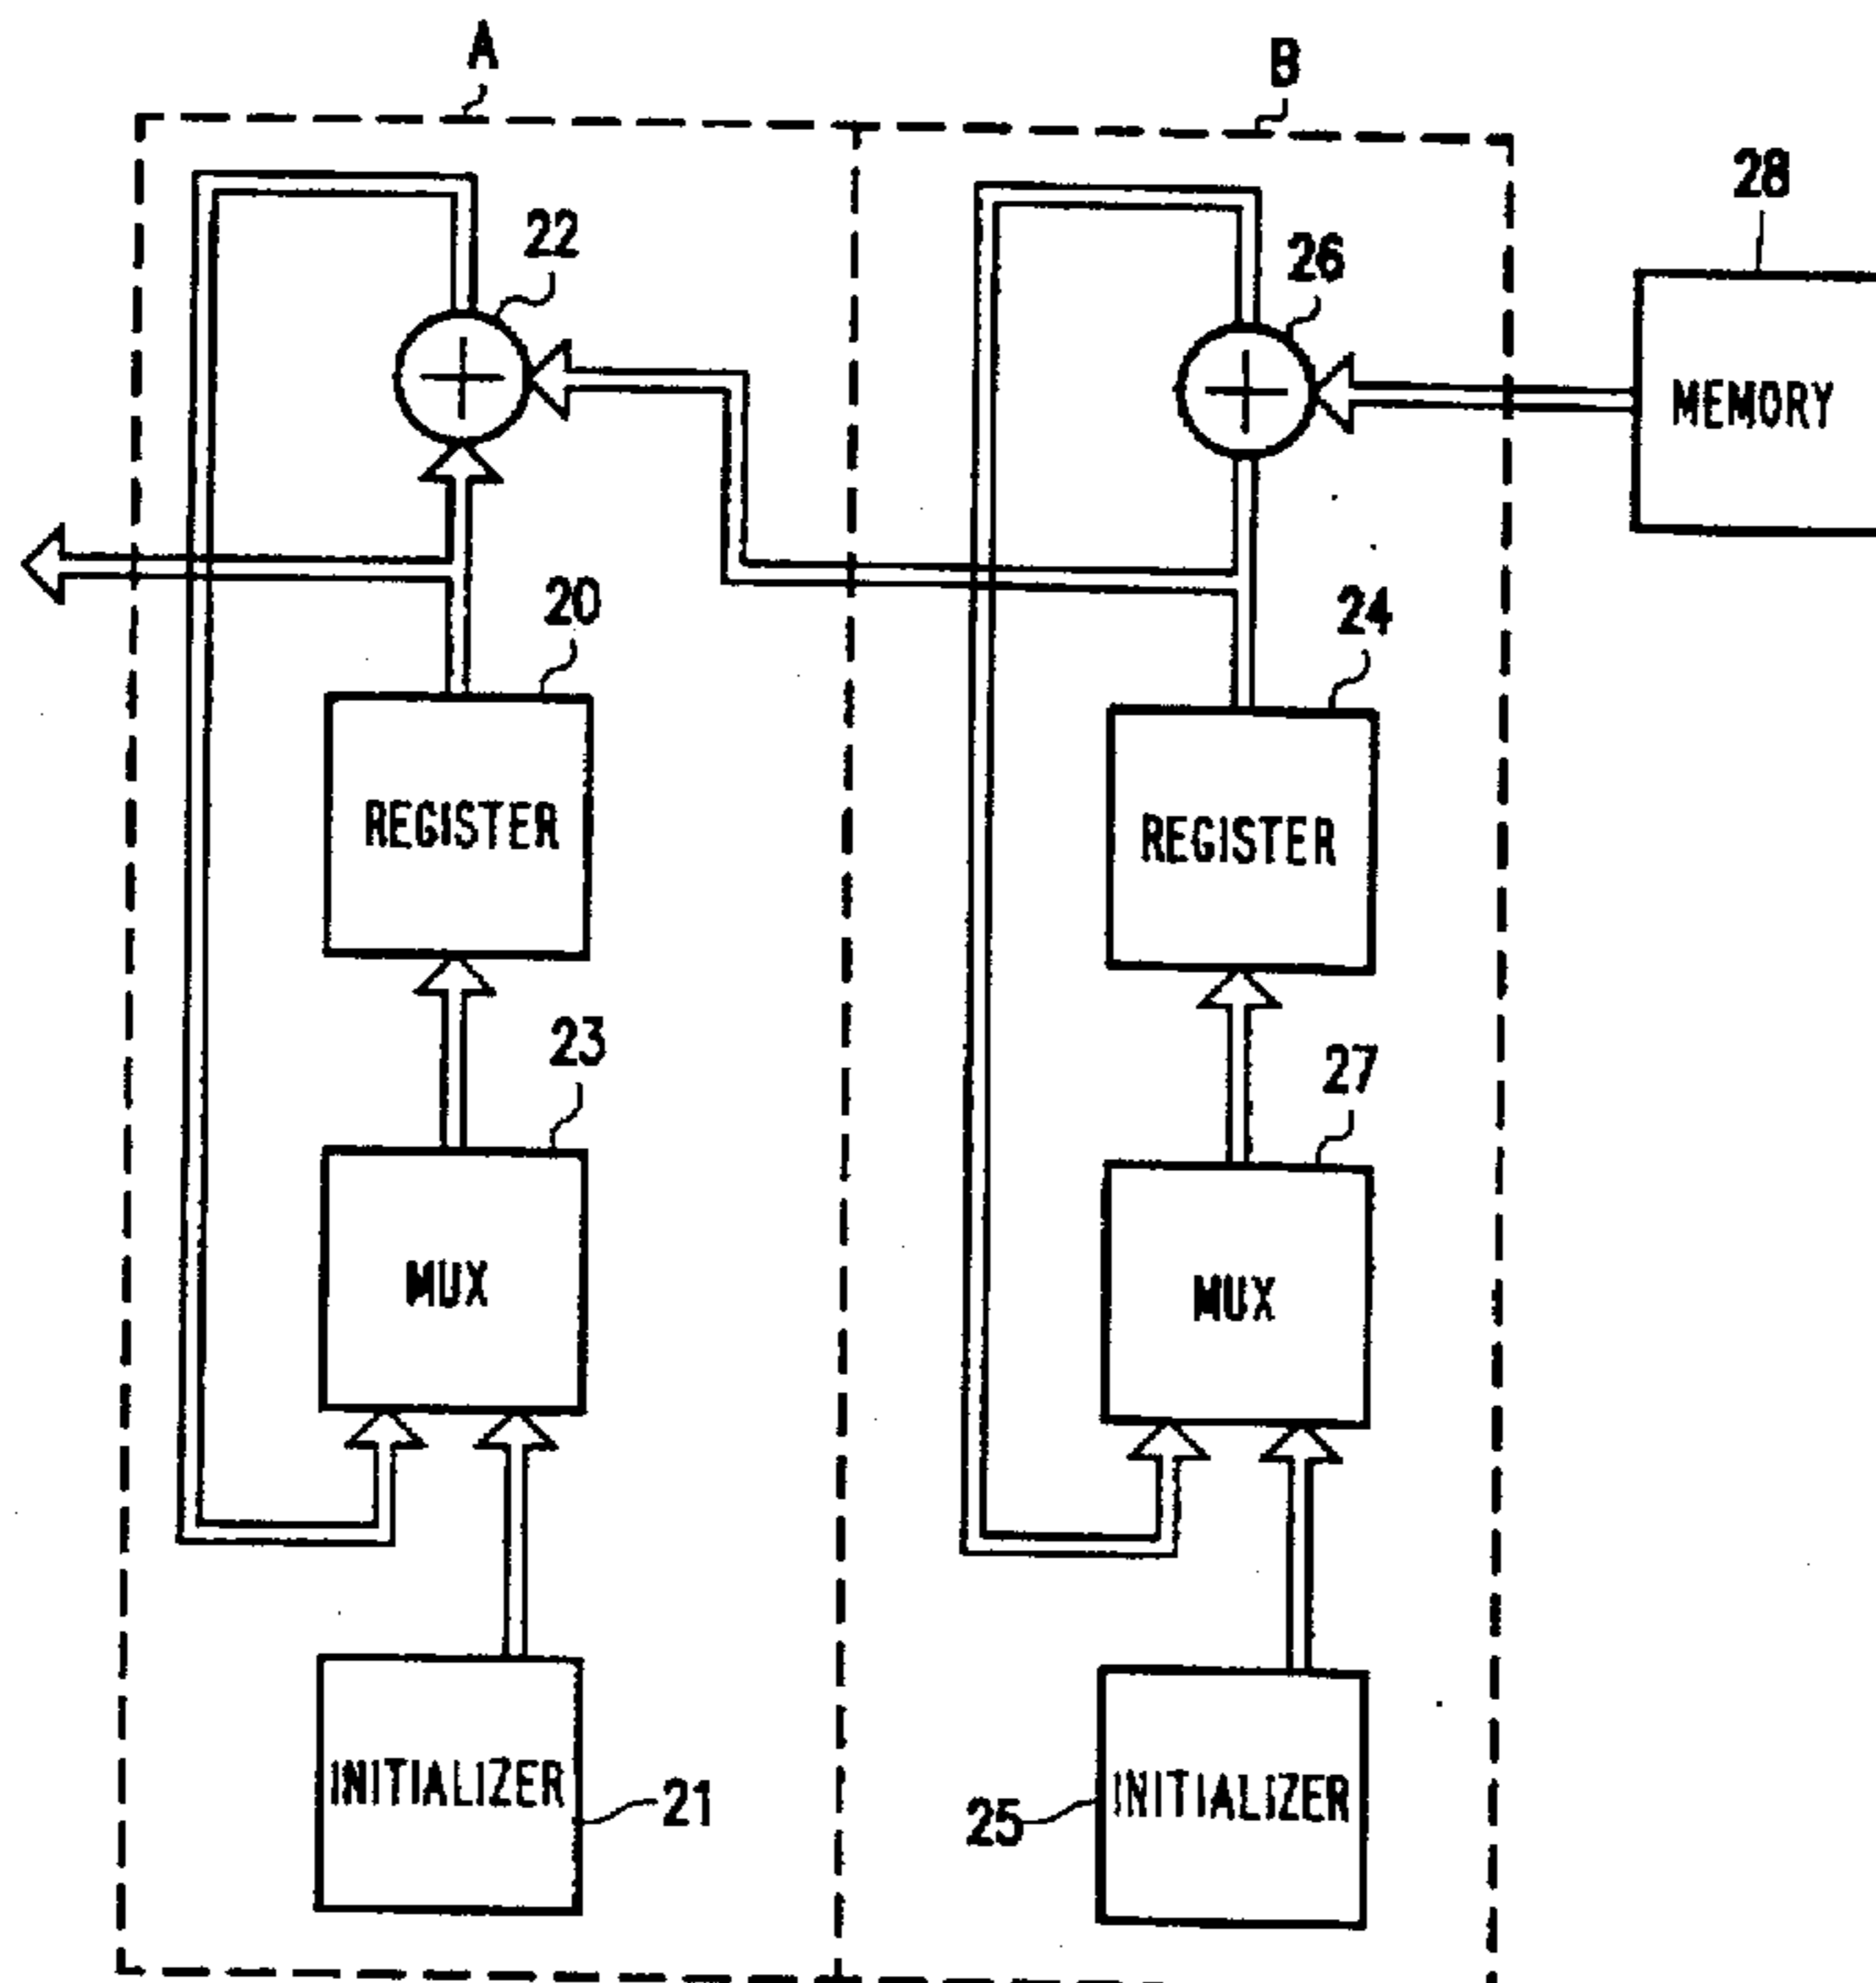 A
B
28
22
26
MEMORY
20
24
REGISTER
REGISTER
23
27
MUX
MUX
INITIALIZER
21
25
INITIALIZER